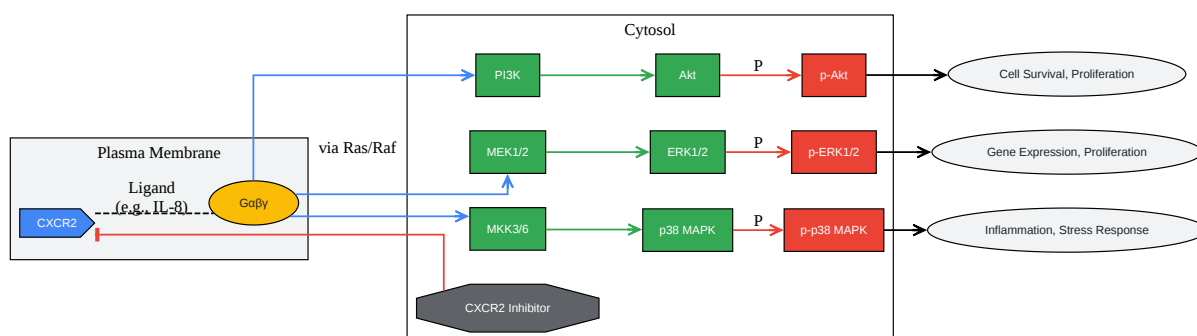 Cytosol
PI3K
Akt
P
p-Akt
Cell Survival, Proliferation
Plasma Membrane
via Ras/Raf
MEK1/2
ERK1/2
P
p-ERK1/2
Gene Expression, Proliferation
Ligand
(e.g., IL-8)
CXCR2
Gαβγ
MKK3/6
p38 MAPK
P
p-p38 MAPK
Inflammation, Stress Response
CXCR2 Inhibitor